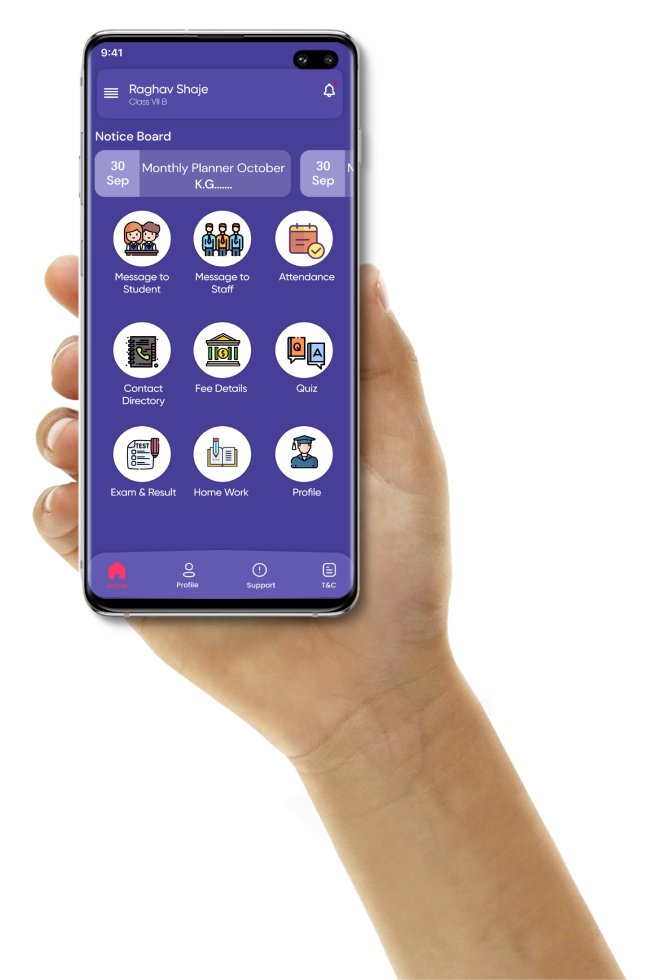 9:41
Raghav Shaje
Class VII B
Notice Board
30
Sep
Monthly Planner October
K.G.......
30
Sep
Message to
Student
Message to
Staff
Attendance
Contact
Directory
Fee Details
Quiz
Q
A
TEST
Exam & Result
Home Work
Profile
Home
Profile
Support
T&C